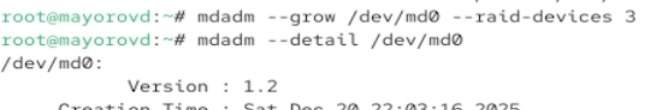 root@mayorovd:~# mdadm --grow /dev/md0 --raid-devices 3
root@mayorovd:~# mdadm --detail /dev/md0
/dev/md0:
Version : 1.2
Creation Time : Sat Dec 20 22:03:16 2025